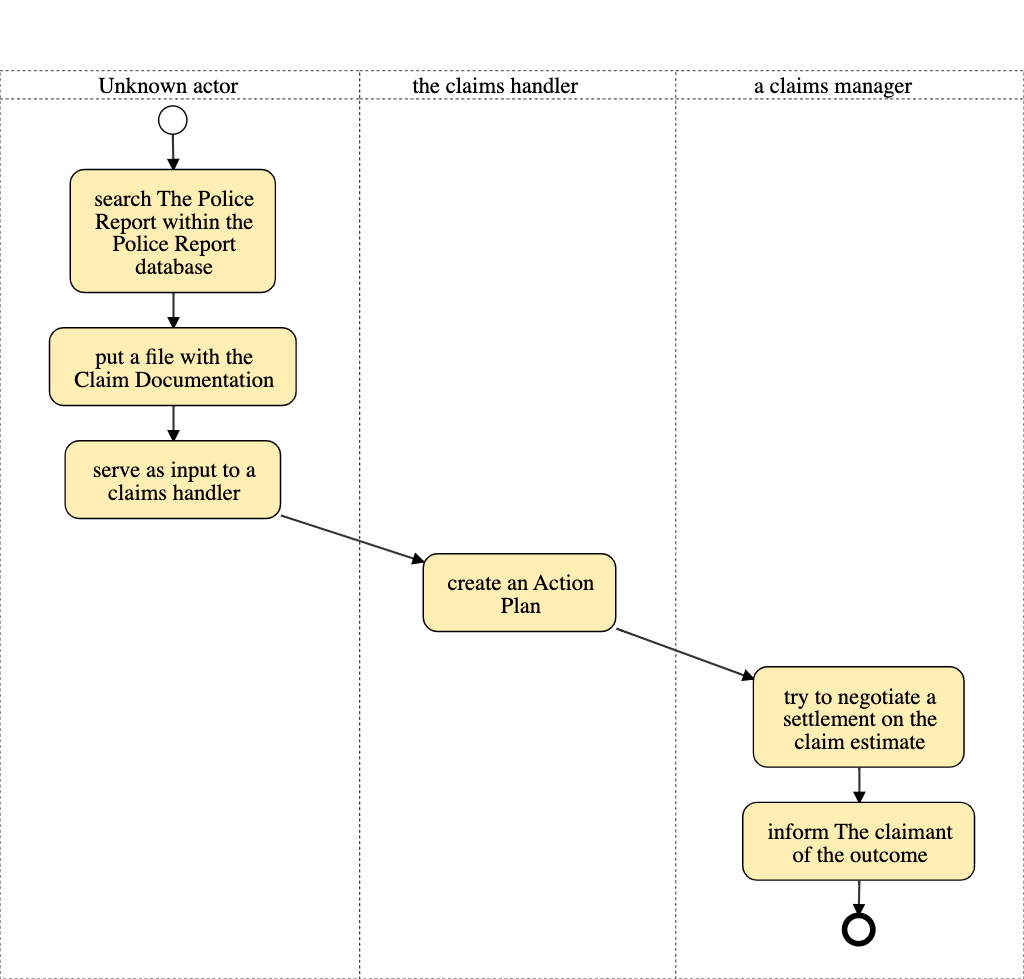 Unknown actor
the claims handler
a claims manager
search The Police
Report within the
Police Report
database
put a file with the
Claim Documentation
serve as input to a
claims handler
create an Action
Plan
try to negotiate a
settlement on the
claim estimate
inform The claimant
of the outcome